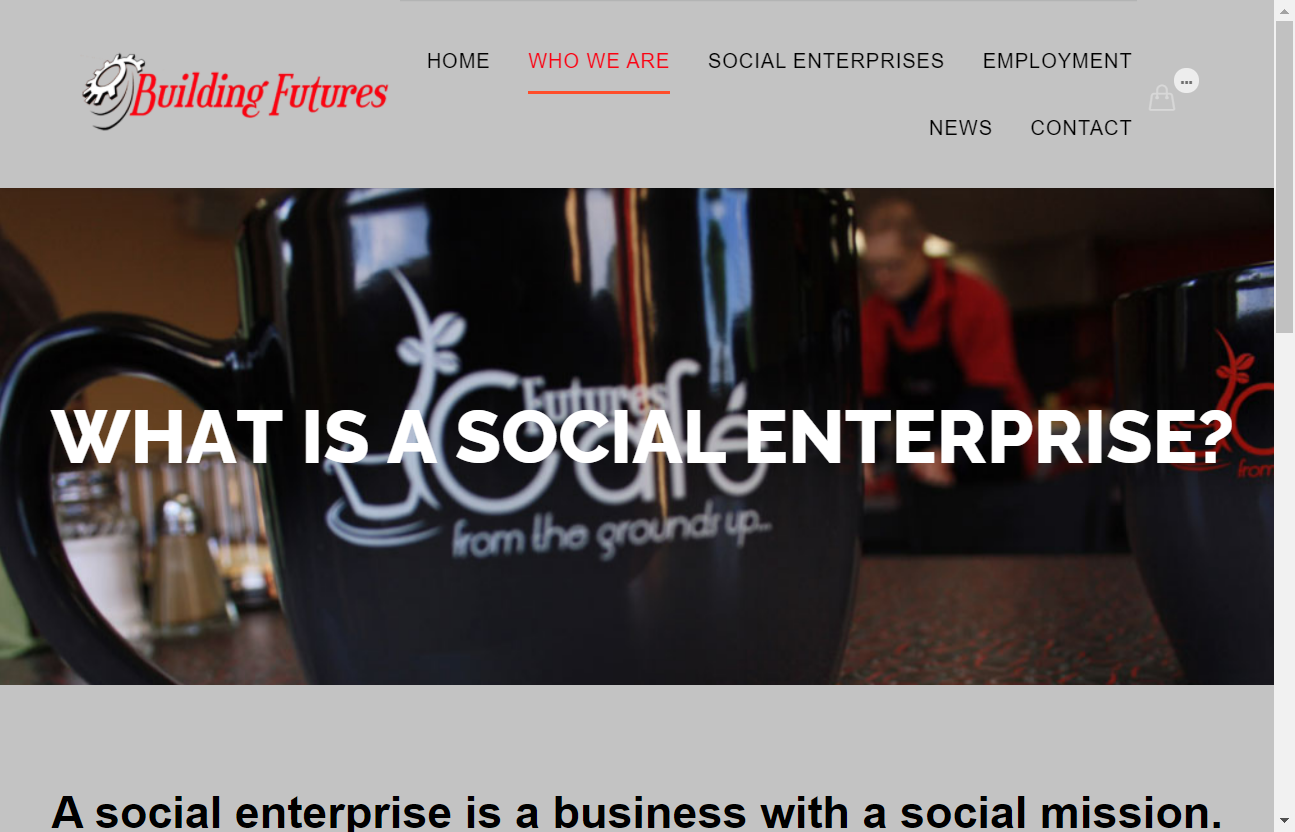 Building Futures
HOME WHO WE ARE SOCIAL ENTERPRISES EMPLOYMENT
...
NEWS CONTACT
Futures
Café
WHAT IS A SOCIAL ENTERPRISE?
from the grounds up...
from
A social enterprise is a business with a social mission.